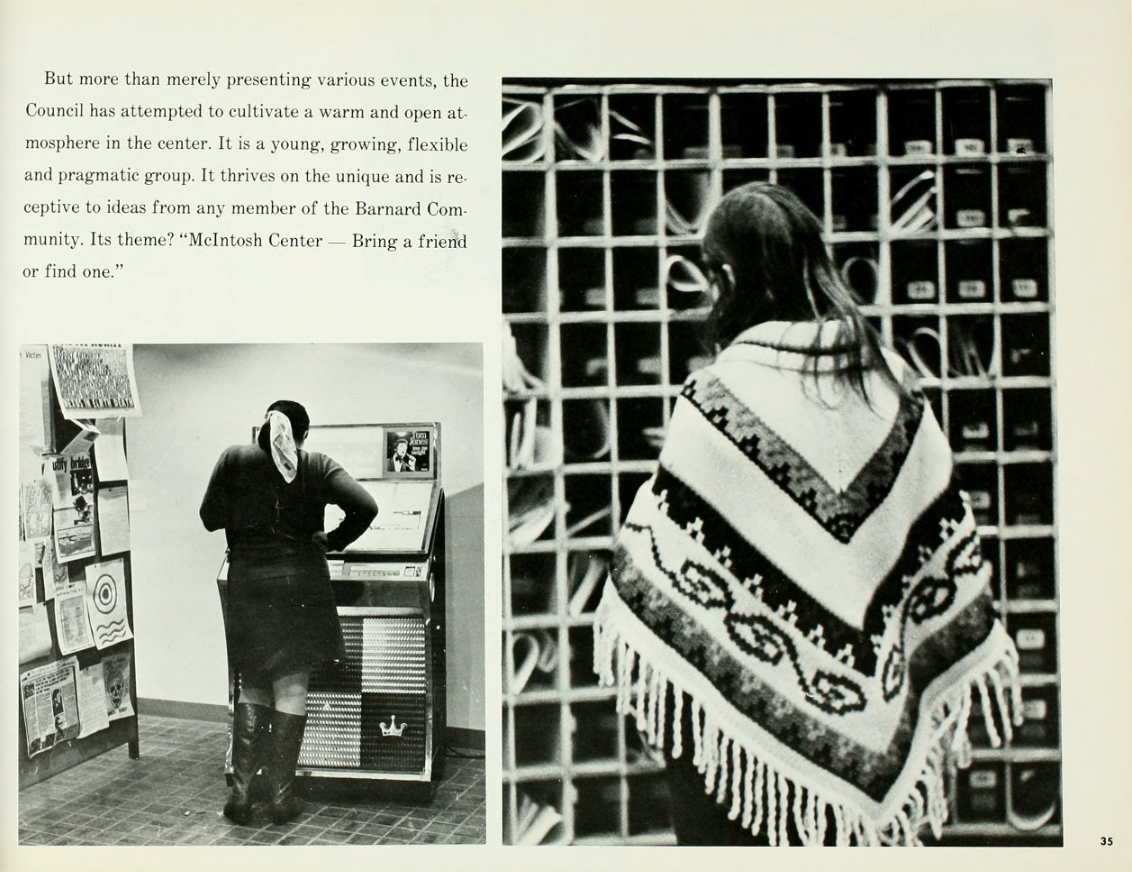 But more than merely presenting various events, the
Council has attempted to cultivate a warm and open at-
mosphere in the center. It is a young, growing, flexible
and pragmatic group. It thrives on the unique and is re-
ceptive to ideas from any member of the Barnard Com-
munity. Its theme? “McIntosh Center — Bring a friend
or find one.”
Victim
Tom
Jones
35